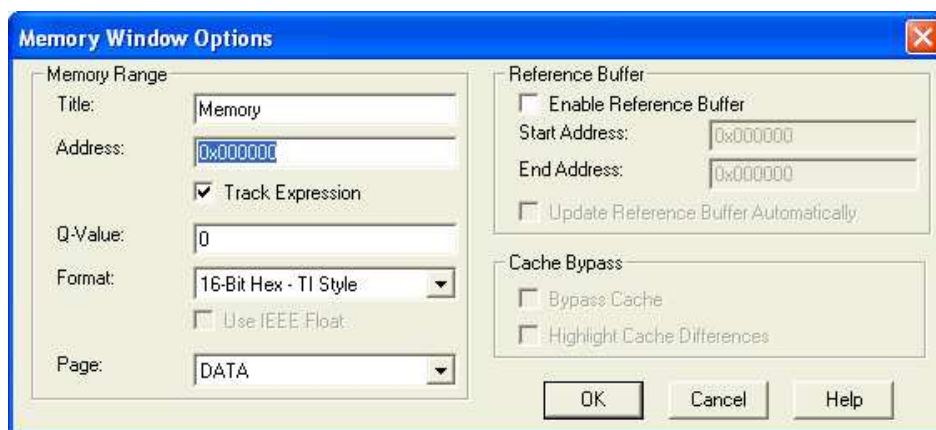 Memory Window Options
Memory Range
Title:
Memory
Address:
0x000000
Track Expression
Q-Value:
0
Format:
16-Bit Hex - TI Style
Use IEEE Float
Page:
DATA
Reference Buffer
Enable Reference Buffer
Start Address:
0x000000
End Address:
0x000000
Update Reference Buffer Automatically
Cache Bypass
Bypass Cache
Highlight Cache Differences
OK
Cancel
Help